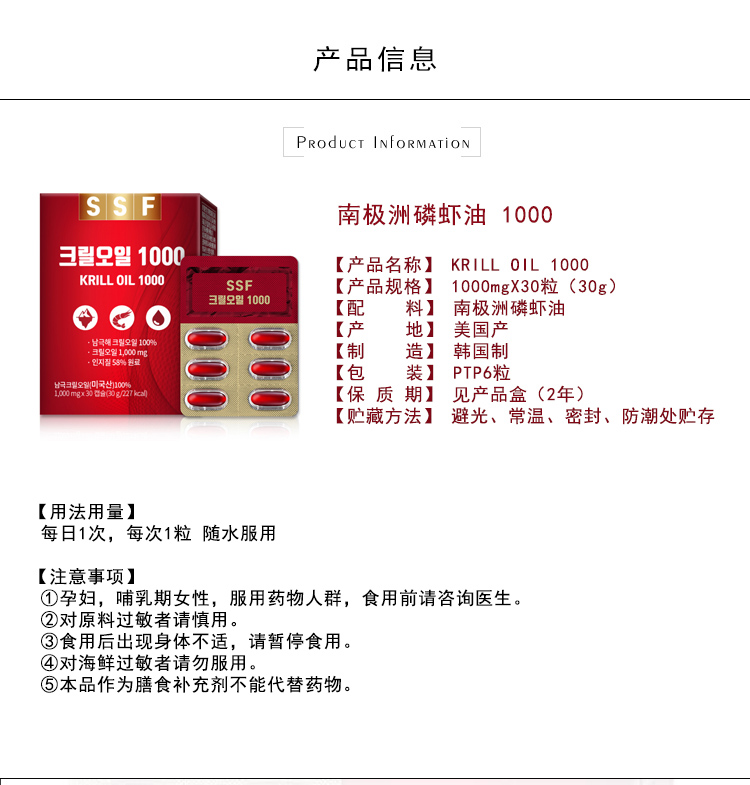 产品信息
Product Information
SSF
크릴오일 1000
KRILL OIL 1000
· 남극해 크릴오일 100%
· 크릴오일 1,000 mg
· 인지질 58% 원료
남극크릴오일(미국산)100%
1,000 mg x 30 캡슐(30 g/227 kcal)
SSF
크릴오일 1000
南极洲磷虾油 1000
【产品名称】 KRILL OIL 1000
【产品规格】 1000mgX30粒（30g）
【配 料】 南极洲磷虾油
【产 地】 美国产
【制 造】 韩国制
【包 装】 PTP6粒
【保 质 期】 见产品盒（2年）
【贮藏方法】 避光、常温、密封、防潮处贮存
【用法用量】
每日1次，每次1粒 随水服用
【注意事项】
①孕妇，哺乳期女性，服用药物人群，食用前请咨询医生。
②对原料过敏者请慎用。
③食用后出现身体不适，请暂停食用。
④对海鲜过敏者请勿服用。
⑤本品作为膳食补充剂不能代替药物。